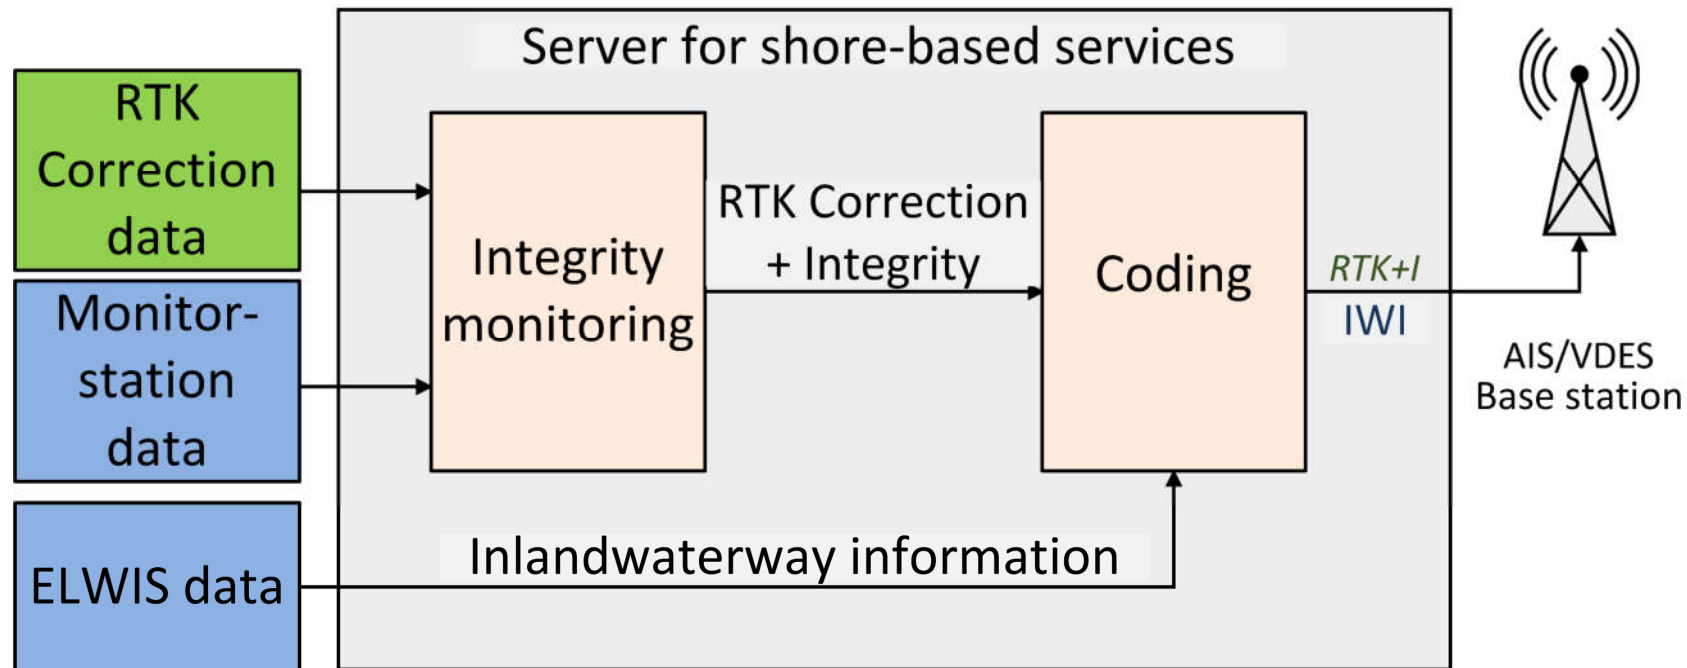 Server for shore-based services
RTK
Correction
data
Monitor-
station
data
ELWIS data
Integrity
monitoring
RTK Correction
+ Integrity
Coding
RTK+I
IWI
Inlandwaterway information
AIS/VDES
Base station